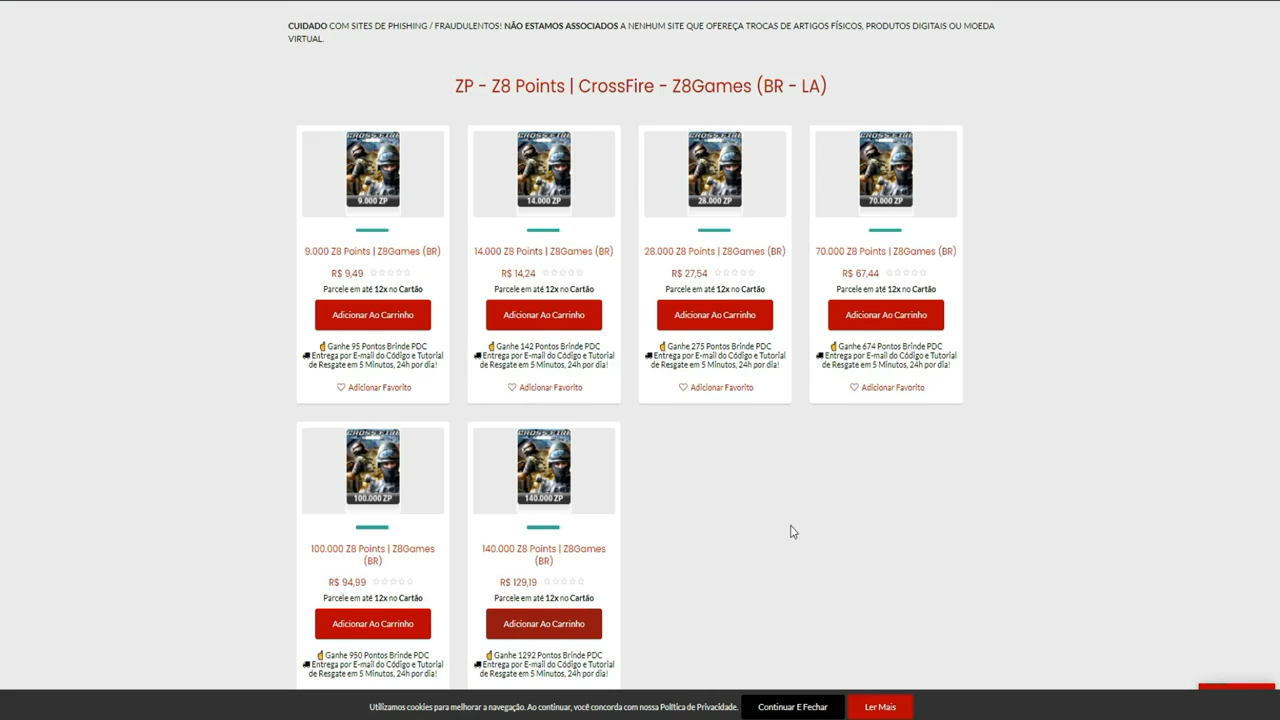 CUIDADO COM SITES DE PHISHING / FRAUDULENTOS! NÃO ESTAMOS ASSOCIADOS A NENHUM SITE QUE OFEREÇA TROCAS DE ARTIGOS FÍSICOS, PRODUTOS DIGITAIS OU MOEDA
VIRTUAL.
ZP - Z8 Points | CrossFire - Z8Games (BR - LA)
CROSSFIRE
9.000 ZP
9.000 Z8 Points | Z8Games (BR)
R$ 9,49
Parcele em até 12x no Cartão
Adicionar Ao Carrinho
Ganhe 95 Pontos Brinde PDC
Entrega por E-mail do Código e Tutorial
de Resgate em 5 Minutos, 24h por dia!
Adicionar Favorito
CROSSFIRE
14.000 ZP
14.000 Z8 Points | Z8Games (BR)
R$ 14,24
Parcele em até 12x no Cartão
Adicionar Ao Carrinho
Ganhe 142 Pontos Brinde PDC
Entrega por E-mail do Código e Tutorial
de Resgate em 5 Minutos, 24h por dia!
Adicionar Favorito
CROSSFIRE
28.000 ZP
28.000 Z8 Points | Z8Games (BR)
R$ 27,54
Parcele em até 12x no Cartão
Adicionar Ao Carrinho
Ganhe 275 Pontos Brinde PDC
Entrega por E-mail do Código e Tutorial
de Resgate em 5 Minutos, 24h por dia!
Adicionar Favorito
CROSSFIRE
70.000 ZP
70.000 Z8 Points | Z8Games (BR)
R$ 67,44
Parcele em até 12x no Cartão
Adicionar Ao Carrinho
Ganhe 674 Pontos Brinde PDC
Entrega por E-mail do Código e Tutorial
de Resgate em 5 Minutos, 24h por dia!
Adicionar Favorito
CROSSFIRE
100.000 ZP
100.000 Z8 Points | Z8Games
(BR)
R$ 94,99
Parcele em até 12x no Cartão
Adicionar Ao Carrinho
Ganhe 950 Pontos Brinde PDC
Entrega por E-mail do Código e Tutorial
de Resgate em 5 Minutos, 24h por dia!
CROSSFIRE
140.000 ZP
140.000 Z8 Points | Z8Games
(BR)
R$ 129,19
Parcele em até 12x no Cartão
Adicionar Ao Carrinho
Ganhe 1292 Pontos Brinde PDC
Entrega por E-mail do Código e Tutorial
de Resgate em 5 Minutos, 24h por dia!
Utilizamos cookies para melhorar a navegação. Ao continuar, você concorda com nossa Política de Privacidade.
Continuar E Fechar
Ler Mais